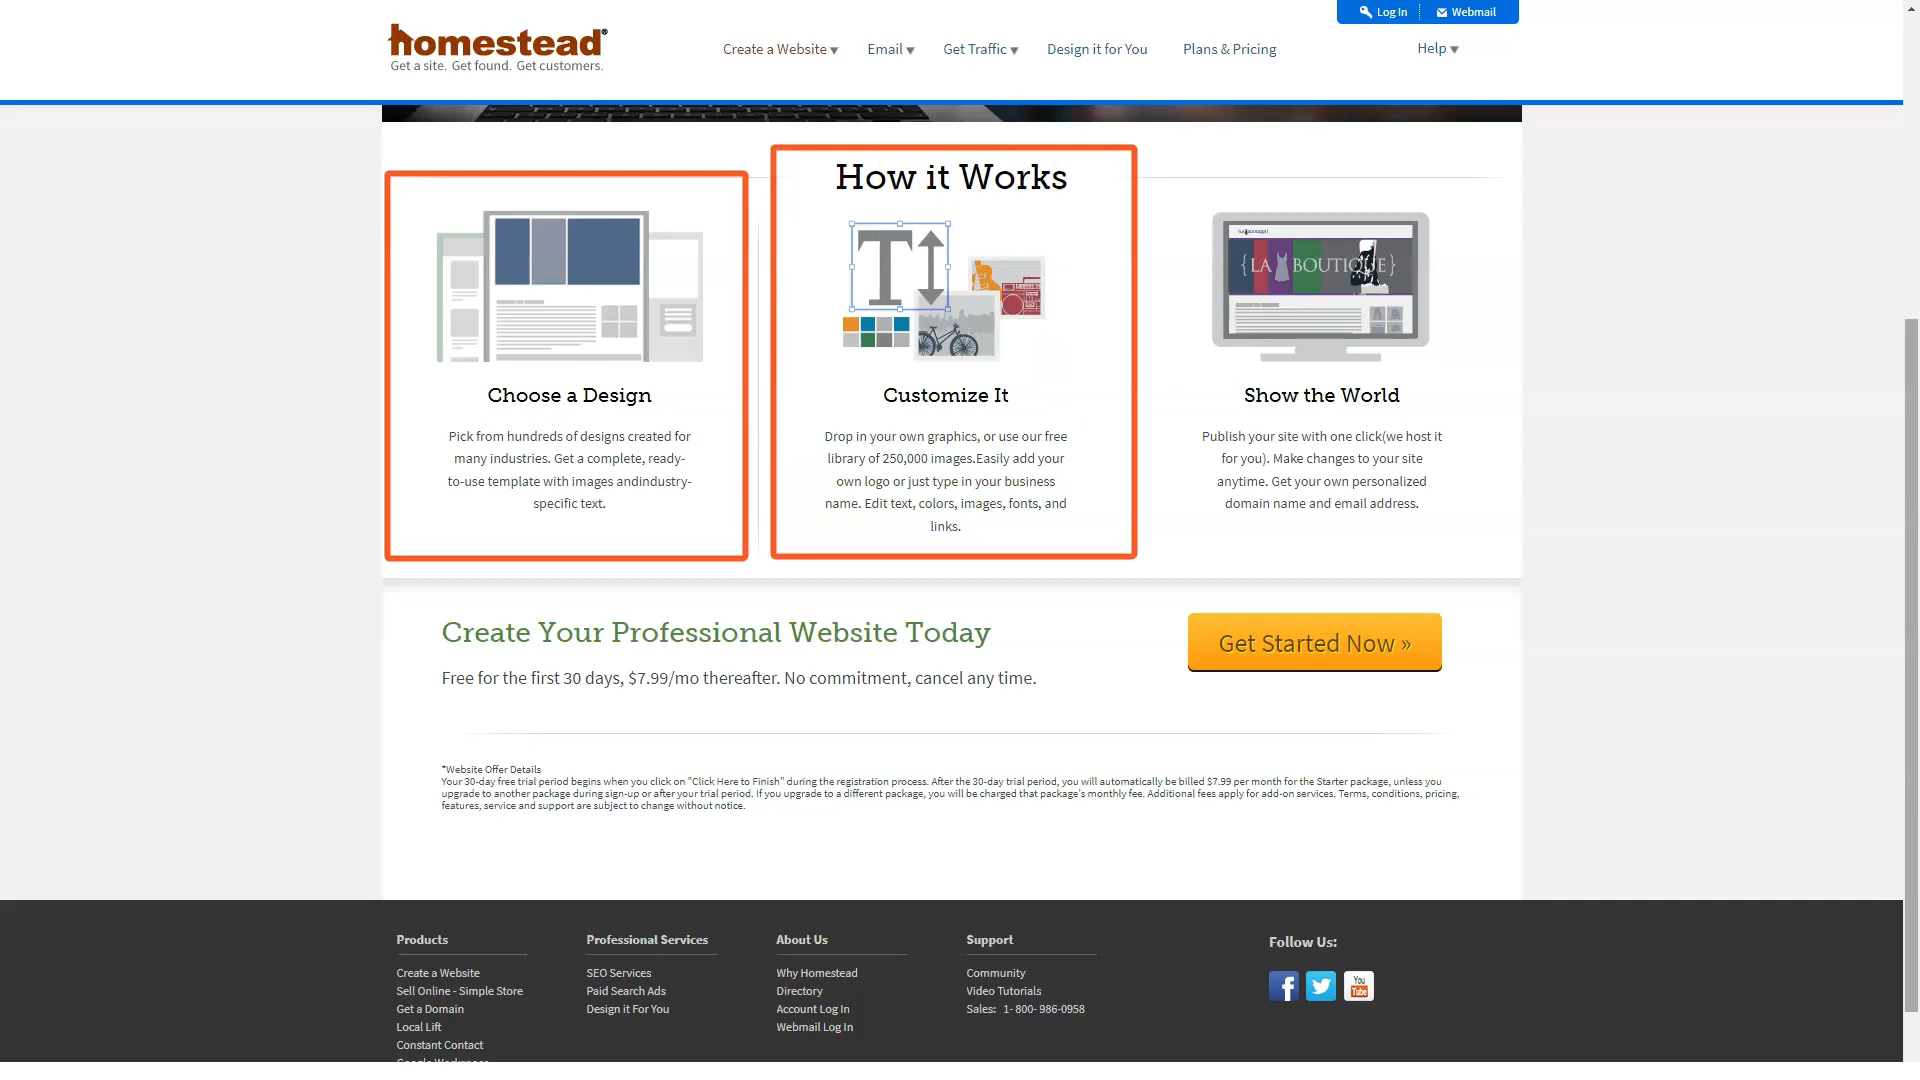 Log In
Webmail
homestead®
Get a site. Get found. Get customers.
Create a Website
Email
Get Traffic
Design it for You
Plans & Pricing
Help
How it Works
Choose a Design
Pick from hundreds of designs created for
many industries. Get a complete, ready-
to-use template with images andindustry-
specific text.
T
Customize It
Drop in your own graphics, or use our free
library of 250,000 images.Easily add your
own logo or just type in your business
name. Edit text, colors, images, fonts, and
links.
{LA BOUTIQUE}
Show the World
Publish your site with one click(we host it
for you). Make changes to your site
anytime. Get your own personalized
domain name and email address.
Create Your Professional Website Today
Free for the first 30 days, $7.99/mo thereafter. No commitment, cancel any time.
Get Started Now »
*Website Offer Details
Your 30-day free trial period begins when you click on "Click Here to Finish" during the registration process. After the 30-day trial period, you will automatically be billed $7.99 per month for the Starter package, unless you
upgrade to another package during sign-up or after your trial period. If you upgrade to a different package, you will be charged that package's monthly fee. Additional fees apply for add-on services. Terms, conditions, pricing,
features, service and support are subject to change without notice.
Products
Create a Website
Sell Online - Simple Store
Get a Domain
Local Lift
Constant Contact
Google Workspace
Professional Services
SEO Services
Paid Search Ads
Design it For You
About Us
Why Homestead
Directory
Account Log In
Webmail Log In
Support
Community
Video Tutorials
Sales: 1- 800- 986-0958
Follow Us:
f
You
Tube